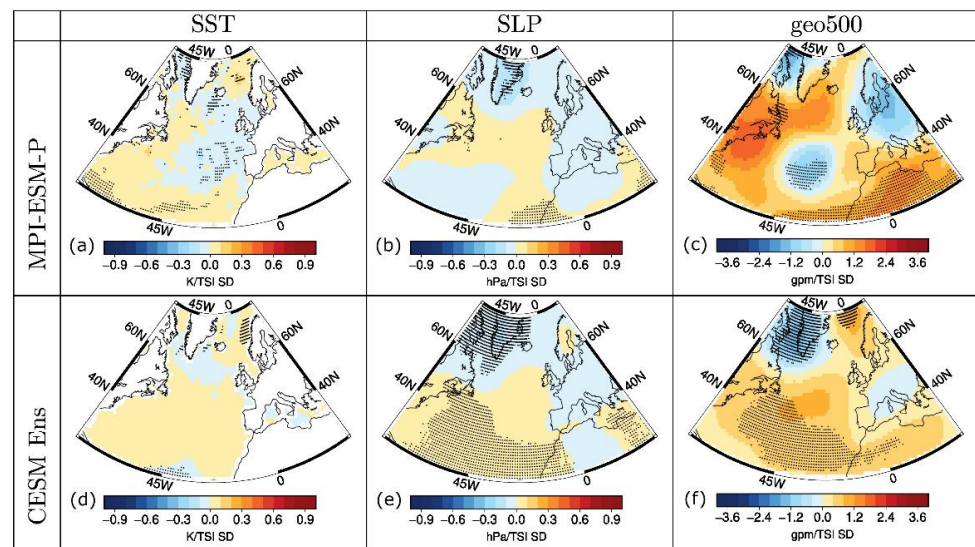 SST SLP geo500
MPI-ESM-P
45W 0 45W 0 45W 0
60N 60N 60N 60N 60N 60N
40N 40N 40N 40N 40N 40N
45W 0 45W 0 45W 0
(a) (b) (c)
−0.9 −0.6 −0.3 0.0 0.3 0.6 0.9 −0.9 −0.6 −0.3 0.0 0.3 0.6 0.9 −3.6 −2.4 −1.2 0.0 1.2 2.4 3.6
K/TSI SD hPa/TSI SD gpm/TSI SD
CESM Ens
45W 0 45W 0 45W 0
60N 60N 60N 60N 60N 60N
40N 40N 40N 40N 40N 40N
45W 0 45W 0 45W 0
(d) (e) (f)
−0.9 −0.6 −0.3 0.0 0.3 0.6 0.9 −0.9 −0.6 −0.3 0.0 0.3 0.6 0.9 −3.6 −2.4 −1.2 0.0 1.2 2.4 3.6
K/TSI SD hPa/TSI SD gpm/TSI SD